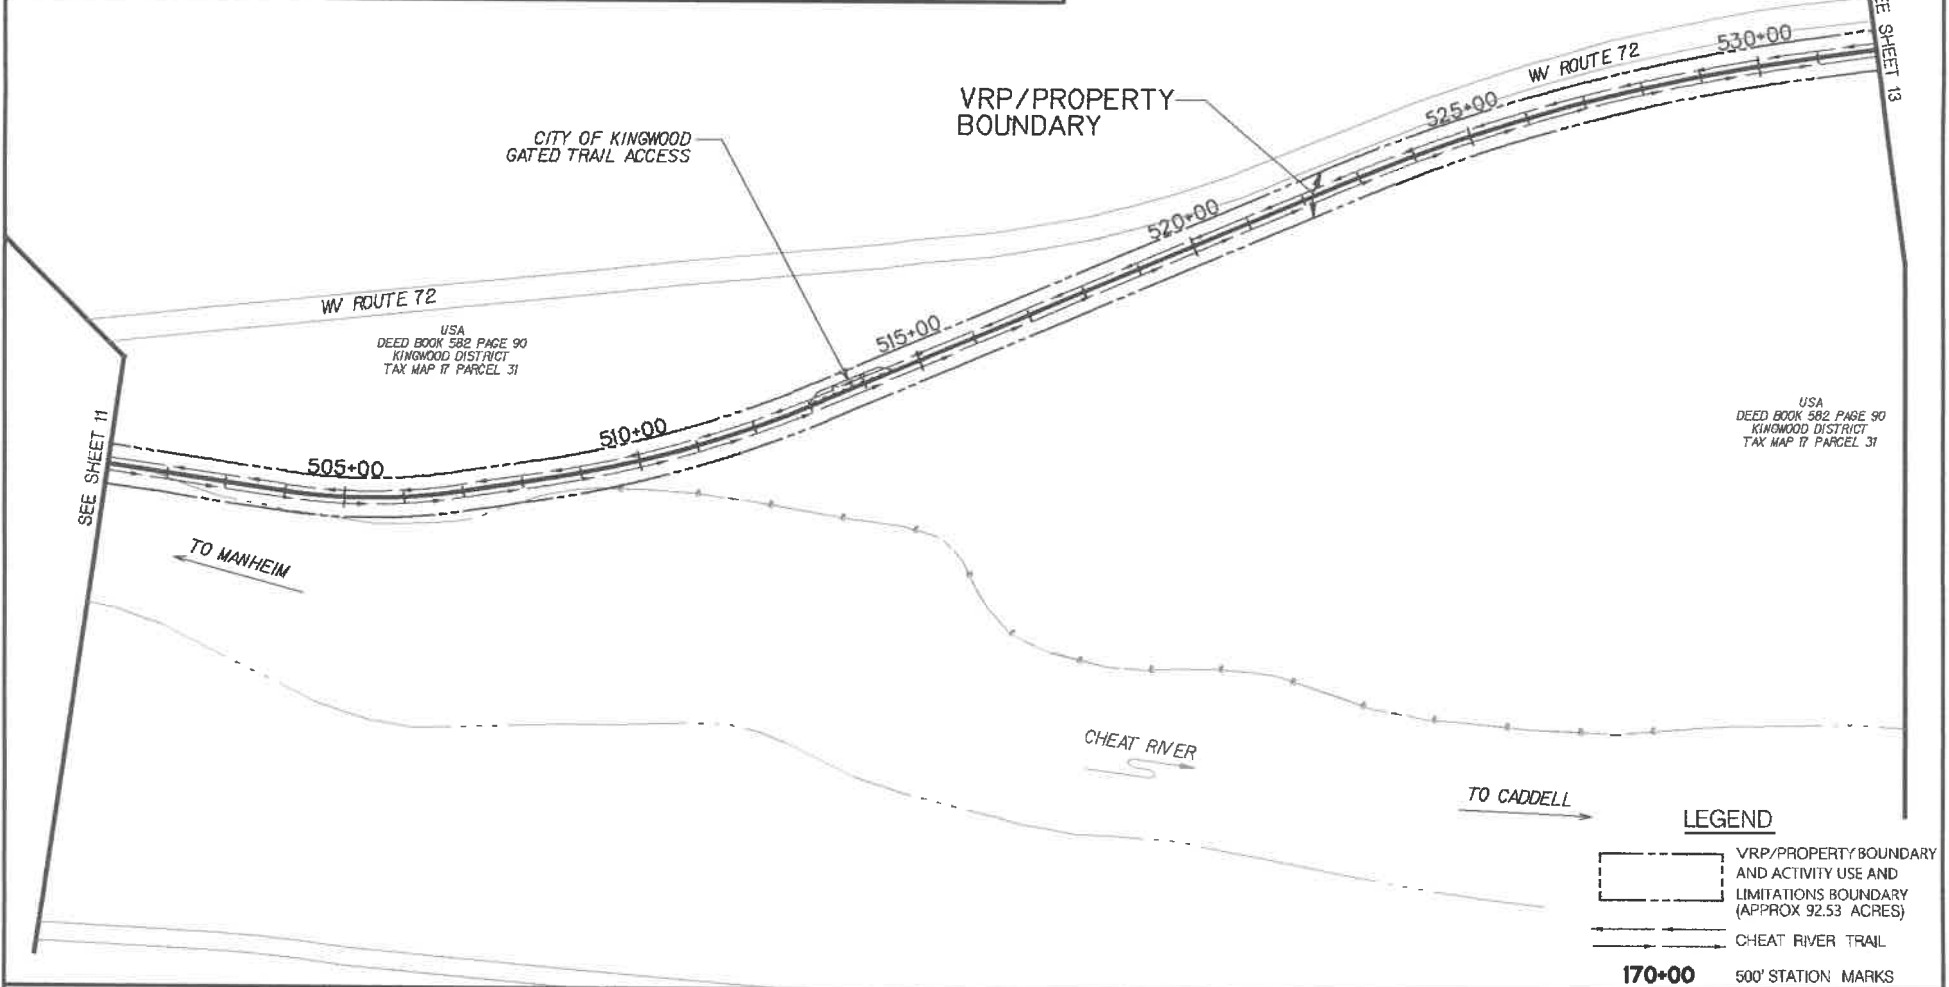 SEE SHEET 13
530+00
WV ROUTE 72
525+00
VRP/PROPERTY
BOUNDARY
CITY OF KINGWOOD
GATED TRAIL ACCESS
520+00
WV ROUTE 72
515+00
USA
DEED BOOK 582 PAGE 90
KINGWOOD DISTRICT
TAX MAP 17 PARCEL 31
510+00
505+00
SEE SHEET 11
USA
DEED BOOK 582 PAGE 90
KINGWOOD DISTRICT
TAX MAP 17 PARCEL 31
TO MANHEIM
CHEAT RIVER
TO CADDELL
LEGEND
VRP/PROPERTY BOUNDARY
AND ACTIVITY USE AND
LIMITATIONS BOUNDARY
(APPROX 92.53 ACRES)
CHEAT RIVER TRAIL
170+00 500' STATION MARKS